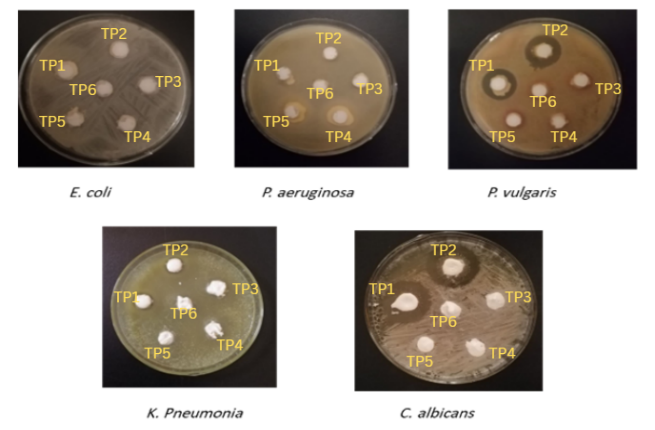 TP2
TP1
TP6
TP3
TP5
TP4
E. coli
TP2
TP1
TP6
TP3
TP5
TP4
P. aeruginosa
TP2
TP1
TP3
TP6
TP5
TP4
P. vulgaris
TP2
TP1
TP3
TP6
TP5
TP4
K. Pneumonia
TP2
TP1
TP3
TP6
TP5
TP4
C. albicans